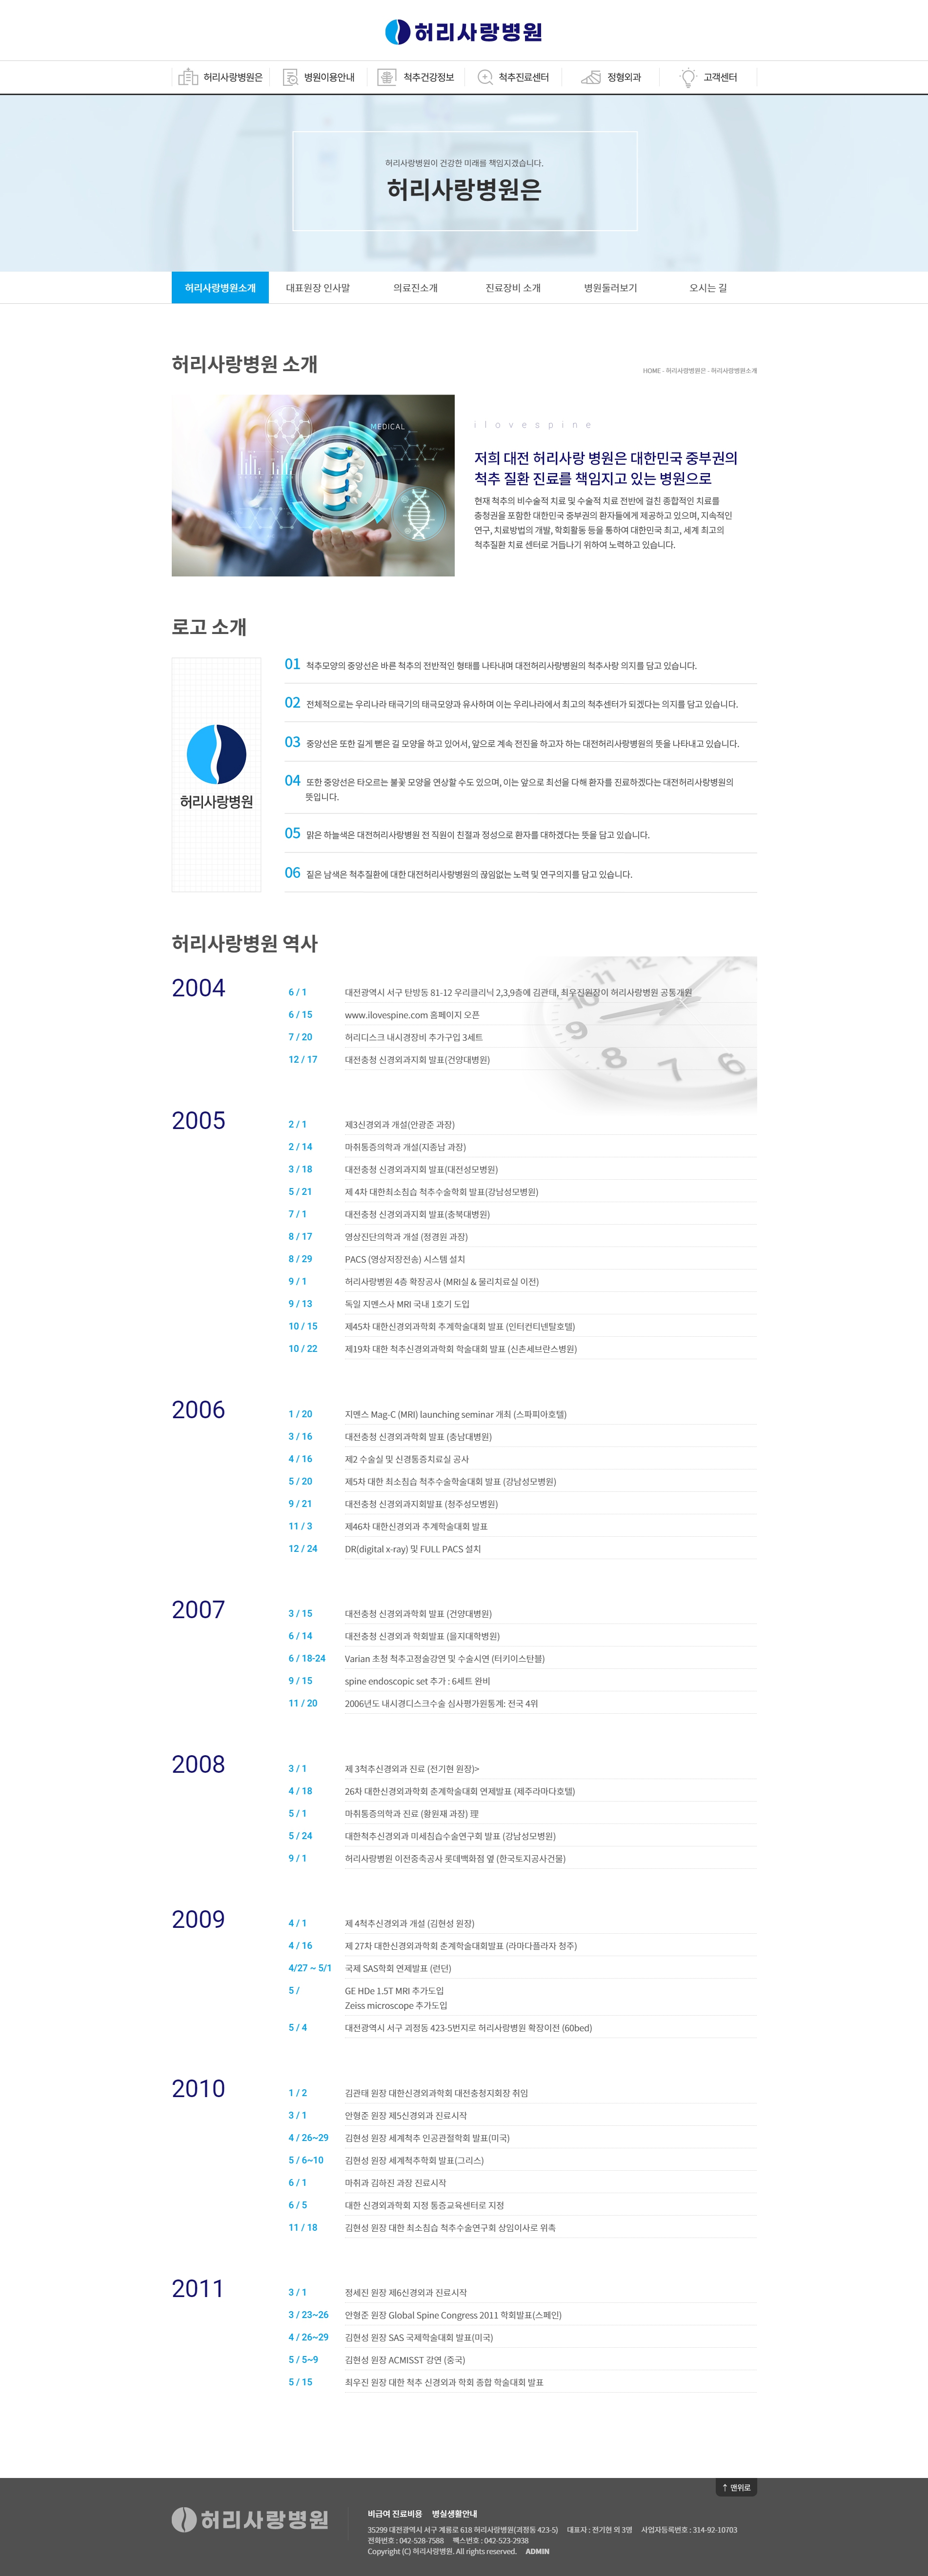 허리사랑병원
허리사랑병원은 병원이용안내 척추건강정보 척추진료센터 정형외과 고객센터
허리사랑병원이 건강한 미래를 책임지겠습니다.
허리사랑병원은
허리사랑병원소개 대표원장 인사말 의료진소개 진료장비 소개 병원둘러보기 오시는 길
허리사랑병원 소개
HOME - 허리사랑병원은 - 허리사랑병원소개
MEDICAL
ilovespine
저희 대전 허리사랑 병원은 대한민국 중부권의
척추 질환 진료를 책임지고 있는 병원으로
현재 척추의 비수술적 치료 및 수술적 치료 전반에 걸친 종합적인 치료를
충청권을 포함한 대한민국 중부권의 환자들에게 제공하고 있으며, 지속적인
연구, 치료방법의 개발, 학회활동 등을 통하여 대한민국 최고, 세계 최고의
척추질환 치료 센터로 거듭나기 위하여 노력하고 있습니다.
로고 소개
허리사랑병원
01 척추모양의 중앙선은 바른 척추의 전반적인 형태를 나타내며 대전허리사랑병원의 척추사랑 의지를 담고 있습니다.
02 전체적으로는 우리나라 태극기의 태극모양과 유사하며 이는 우리나라에서 최고의 척추센터가 되겠다는 의지를 담고 있습니다.
03 중앙선은 또한 길게 뻗은 길 모양을 하고 있어서, 앞으로 계속 전진을 하고자 하는 대전허리사랑병원의 뜻을 나타내고 있습니다.
04 또한 중앙선은 타오르는 불꽃 모양을 연상할 수도 있으며, 이는 앞으로 최선을 다해 환자를 진료하겠다는 대전허리사랑병원의
뜻입니다.
05 맑은 하늘색은 대전허리사랑병원 전 직원이 친절과 정성으로 환자를 대하겠다는 뜻을 담고 있습니다.
06 짙은 남색은 척추질환에 대한 대전허리사랑병원의 끊임없는 노력 및 연구의지를 담고 있습니다.
허리사랑병원 역사
2004
6 / 1 대전광역시 서구 탄방동 81-12 우리클리닉 2,3,9층에 김관태, 최우진원장이 허리사랑병원 공통개원
6 / 15 www.ilovespine.com 홈페이지 오픈
7 / 20 허리디스크 내시경장비 추가구입 3세트
12 / 17 대전충청 신경외과지회 발표(건양대병원)
2005
2 / 1 제3신경외과 개설(안광준 과장)
2 / 14 마취통증의학과 개설(지종남 과장)
3 / 18 대전충청 신경외과지회 발표(대전성모병원)
5 / 21 제 4차 대한최소침습 척추수술학회 발표(강남성모병원)
7 / 1 대전충청 신경외과지회 발표(충북대병원)
8 / 17 영상진단의학과 개설 (정경원 과장)
8 / 29 PACS (영상저장전송) 시스템 설치
9 / 1 허리사랑병원 4층 확장공사 (MRI실 & 물리치료실 이전)
9 / 13 독일 지멘스사 MRI 국내 1호기 도입
10 / 15 제45차 대한신경외과학회 추계학술대회 발표 (인터컨티넨탈호텔)
10 / 22 제19차 대한 척추신경외과학회 학술대회 발표 (신촌세브란스병원)
2006
1 / 20 지멘스 Mag-C (MRI) launching seminar 개최 (스파피아호텔)
3 / 16 대전충청 신경외과학회 발표 (충남대병원)
4 / 16 제2 수술실 및 신경통증치료실 공사
5 / 20 제5차 대한 최소침습 척추수술학술대회 발표 (강남성모병원)
9 / 21 대전충청 신경외과지회발표 (청주성모병원)
11 / 3 제46차 대한신경외과 추계학술대회 발표
12 / 24 DR(digital x-ray) 및 FULL PACS 설치
2007
3 / 15 대전충청 신경외과학회 발표 (건양대병원)
6 / 14 대전충청 신경외과 학회발표 (을지대학병원)
6 / 18-24 Varian 초청 척추고정술강연 및 수술시연 (터키이스탄불)
9 / 15 spine endoscopic set 추가 : 6세트 완비
11 / 20 2006년도 내시경디스크수술 심사평가원통계: 전국 4위
2008
3 / 1 제 3척추신경외과 진료 (전기현 원장)>
4 / 18 26차 대한신경외과학회 춘계학술대회 연제발표 (제주라마다호텔)
5 / 1 마취통증의학과 진료 (황원재 과장) 理
5 / 24 대한척추신경외과 미세침습수술연구회 발표 (강남성모병원)
9 / 1 허리사랑병원 이전증축공사 롯데백화점 옆 (한국토지공사건물)
2009
4 / 1 제 4척추신경외과 개설 (김현성 원장)
4 / 16 제 27차 대한신경외과학회 춘계학술대회발표 (라마다플라자 청주)
4/27 ~ 5/1 국제 SAS학회 연제발표 (런던)
5 / GE HDe 1.5T MRI 추가도입
Zeiss microscope 추가도입
5 / 4 대전광역시 서구 괴정동 423-5번지로 허리사랑병원 확장이전 (60bed)
2010
1 / 2 김관태 원장 대한신경외과학회 대전충청지회장 취임
3 / 1 안형준 원장 제5신경외과 진료시작
4 / 26~29 김현성 원장 세계척추 인공관절학회 발표(미국)
5 / 6~10 김현성 원장 세계척추학회 발표(그리스)
6 / 1 마취과 김하진 과장 진료시작
6 / 5 대한 신경외과학회 지정 통증교육센터로 지정
11 / 18 김현성 원장 대한 최소침습 척추수술연구회 상임이사로 위촉
2011
3 / 1 정세진 원장 제6신경외과 진료시작
3 / 23~26 안형준 원장 Global Spine Congress 2011 학회발표(스페인)
4 / 26~29 김현성 원장 SAS 국제학술대회 발표(미국)
5 / 5~9 김현성 원장 ACMISST 강연 (중국)
5 / 15 최우진 원장 대한 척추 신경외과 학회 종합 학술대회 발표
↑ 맨위로
허리사랑병원
비급여 진료비용 병실생활안내
35299 대전광역시 서구 계룡로 618 허리사랑병원(괴정동 423-5) 대표자 : 전기현 외 3명 사업자등록번호 : 314-92-10703
전화번호 : 042-528-7588 팩스번호 : 042-523-2938
Copyright (C) 허리사랑병원. All rights reserved. ADMIN